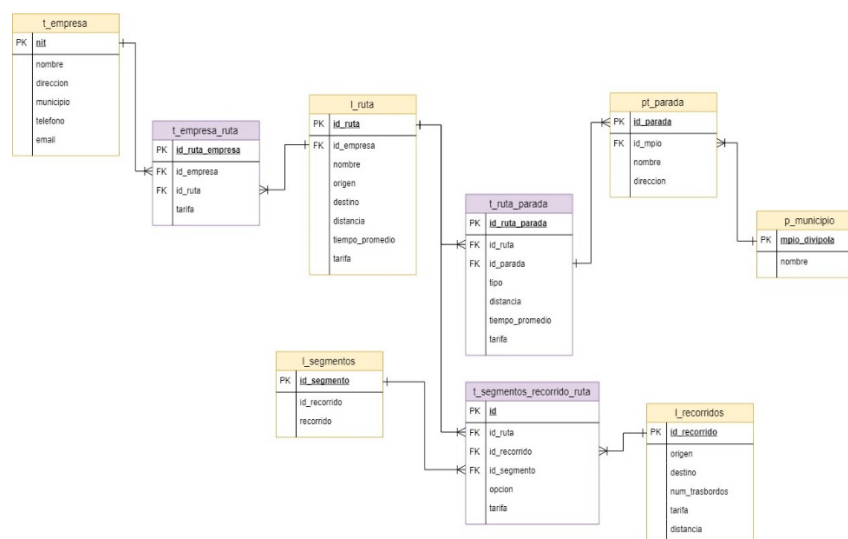 t_empresa
PK nit
nombre
direccion
municipio
telefono
email
t_empresa_ruta
PK id_ruta_empresa
FK id_empresa
FK id_ruta
tarifa
l_ruta
PK id_ruta
FK id_empresa
nombre
origen
destino
distancia
tiempo_promedio
tarifa
pt_parada
PK id_parada
FK id_mpio
nombre
direccion
t_ruta_parada
PK id_ruta_parada
FK id_ruta
FK id_parada
tipo
distancia
tiempo_promedio
tarifa
p_municipio
PK mpio_divipola
nombre
l_segmentos
PK id_segmento
id_recorrido
recorrido
t_segmentos_recorrido_ruta
PK id
FK id_ruta
FK id_recorrido
FK id_segmento
opcion
tarifa
l_recorridos
PK id_recorrido
origen
destino
num_trasbordos
tarifa
distancia